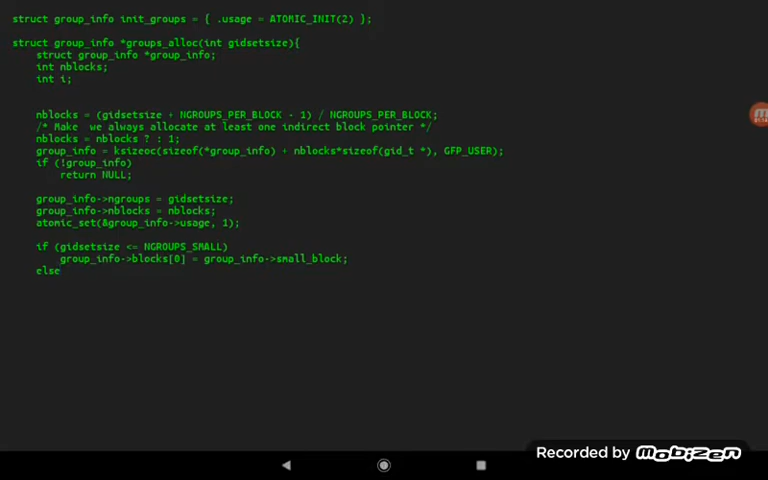 struct group_info init_groups = { .usage = ATOMIC_INIT(2) };
struct group_info *groups_alloc(int gidsetsize){
struct group_info *group_info;
int nblocks;
int i;
nblocks = (gidsetsize + NGROUPS_PER_BLOCK - 1) / NGROUPS_PER_BLOCK;
/* Make  we always allocate at least one indirect block pointer */
nblocks = nblocks ? : 1;
group_info = ksizeoc(sizeof(*group_info) + nblocks*sizeof(gid_t *), GFP_USER);
if (!group_info)
return NULL;
group_info->ngroups = gidsetsize;
group_info->nblocks = nblocks;
atomic_set(&group_info->usage, 1);
if (gidsetsize <= NGROUPS_SMALL)
group_info->blocks[0] = group_info->small_block;
else
Recorded by MOBIZEN